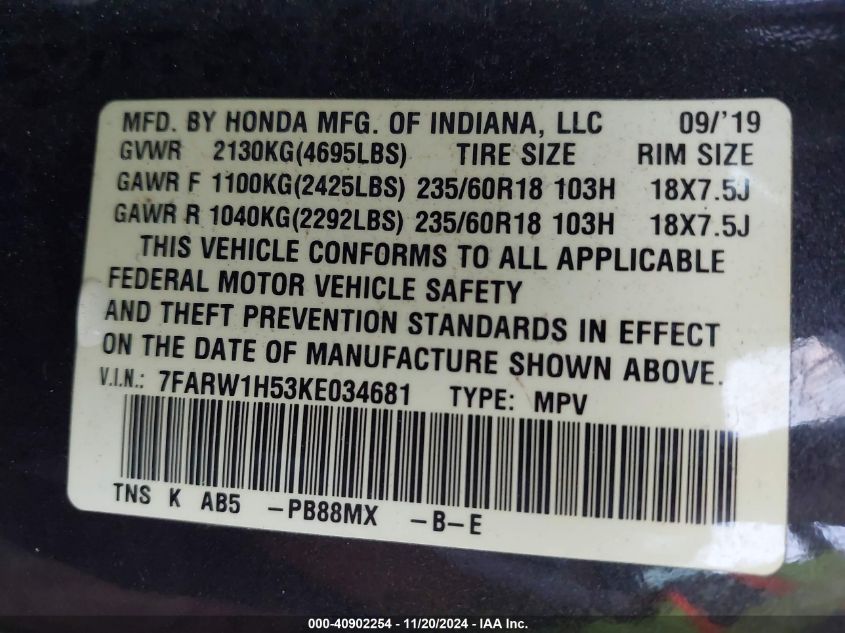 MFD. BY HONDA MFG. OF INDIANA, LLC 09/'19
GVWR 2130KG(4695LBS) TIRE SIZE RIM SIZE
GAWR F 1100KG(2425LBS) 235/60R18 103H 18X7.5J
GAWR R 1040KG(2292LBS) 235/60R18 103H 18X7.5J
THIS VEHICLE CONFORMS TO ALL APPLICABLE
FEDERAL MOTOR VEHICLE SAFETY
AND THEFT PREVENTION STANDARDS IN EFFECT
ON THE DATE OF MANUFACTURE SHOWN ABOVE.
V.I.N.: 7FARW1H53KE034681 TYPE: MPV
TNS K AB5 -PB88MX -B-E
000-40902254 - 11/20/2024 - IAA Inc.